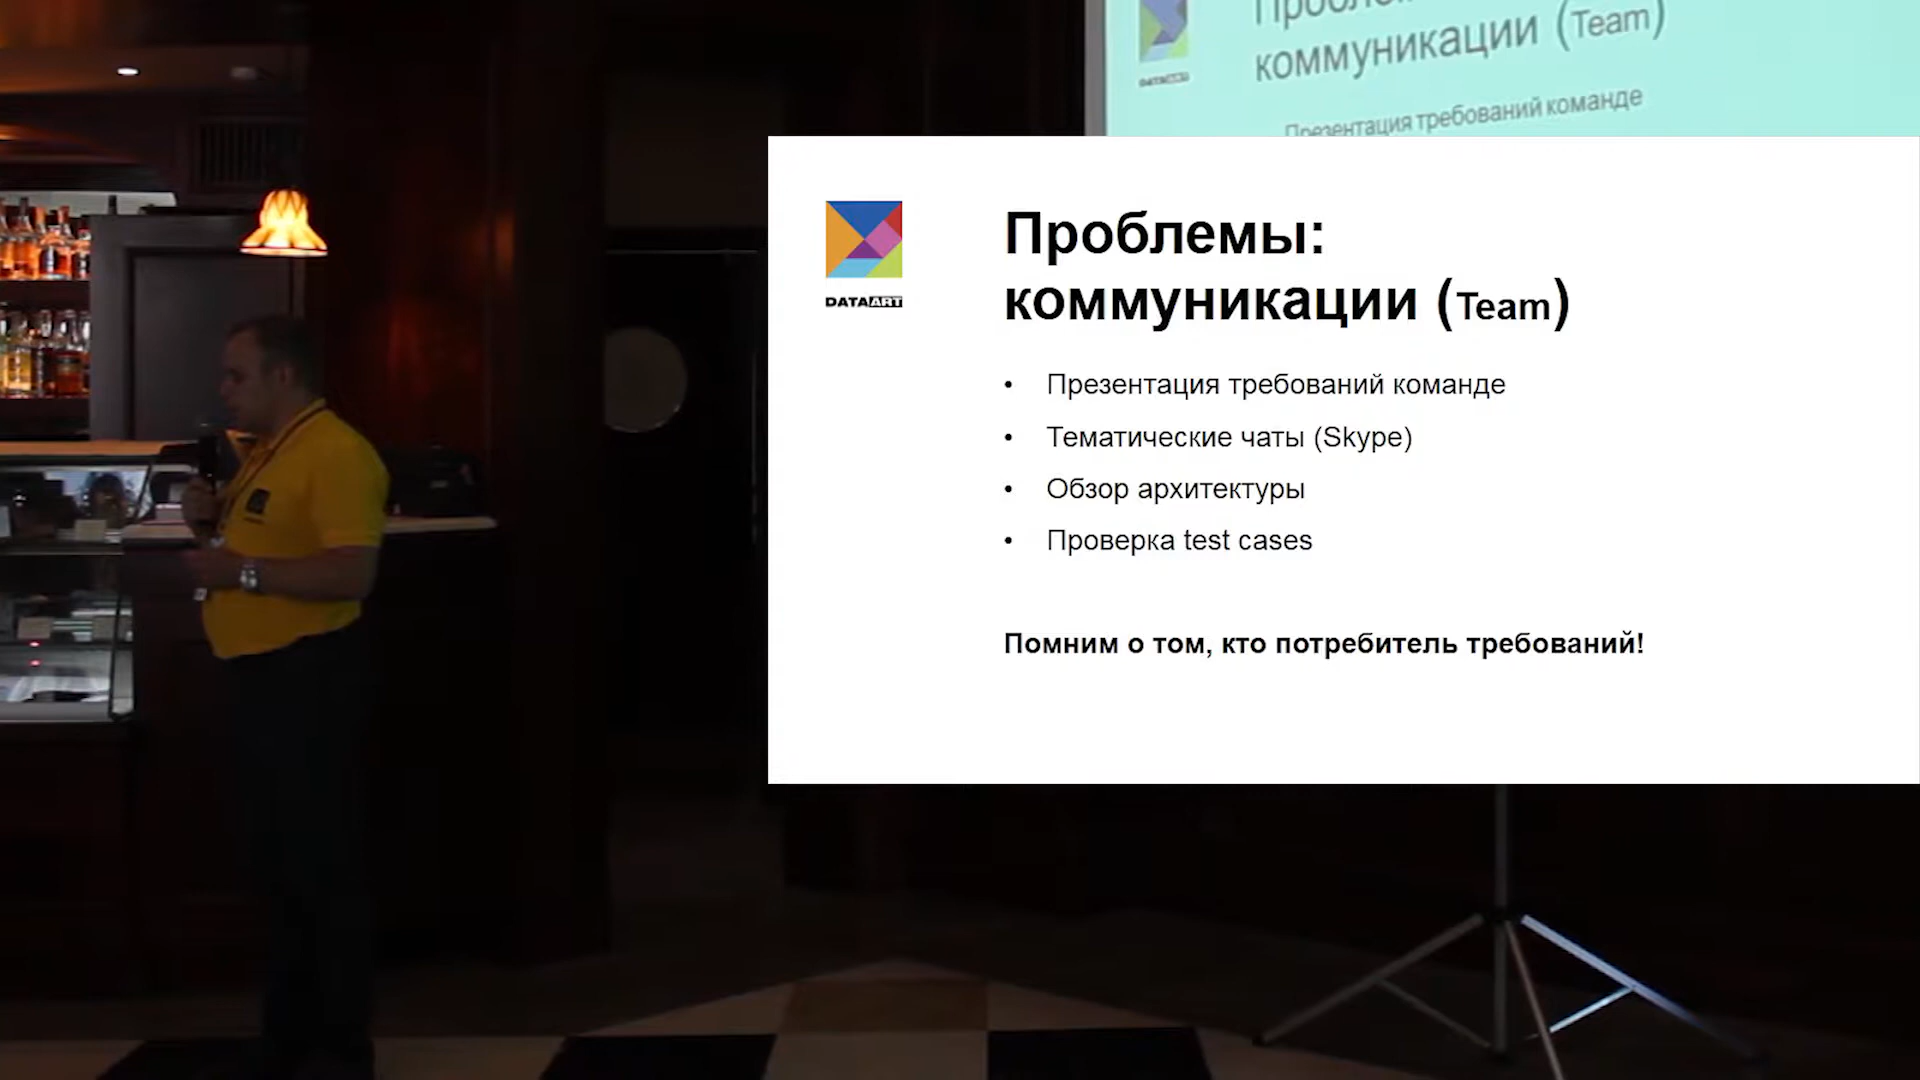 коммуникации (Team)
Презентация требований команде
DATAART
Проблемы:
коммуникации (Team)
• Презентация требований команде
• Тематические чаты (Skype)
• Обзор архитектуры
• Проверка test cases
Помним о том, кто потребитель требований!